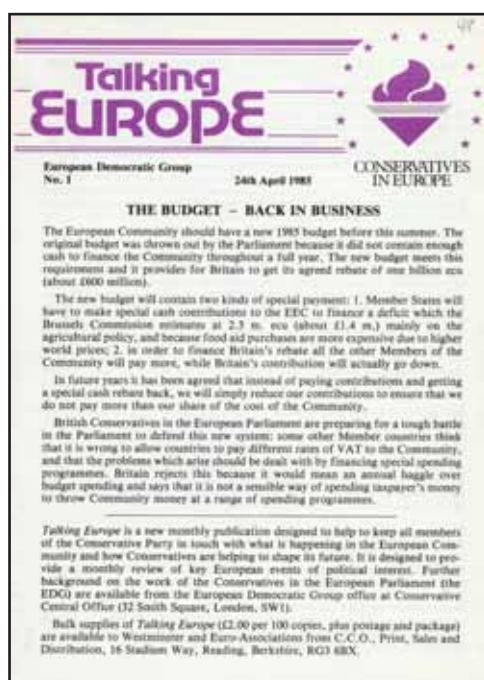 48
Talking
EUROPE
European Democratic Group
No. 1
24th April 1985
CONSERVATIVES
IN EUROPE
THE BUDGET – BACK IN BUSINESS
The European Community should have a new 1985 budget before this summer. The
original budget was thrown out by the Parliament because it did not contain enough
cash to finance the Community throughout a full year. The new budget meets this
requirement and it provides for Britain to get its agreed rebate of one billion ecu
(about £600 million).
The new budget will contain two kinds of special payment: 1. Member States will
have to make special cash contributions to the EEC to finance a deficit which the
Brussels Commission estimates at 2.3 m. ecu (about £1.4 m.) mainly on the
agricultural policy, and because food aid purchases are more expensive due to higher
world prices; 2. in order to finance Britain's rebate all the other Members of the
Community will pay more, while Britain's contribution will actually go down.
In future years it has been agreed that instead of paying contributions and getting
a special cash rebate back, we will simply reduce our contributions to ensure that we
do not pay more than our share of the cost of the Community.
British Conservatives in the European Parliament are preparing for a tough battle
in the Parliament to defend this new system: some other Member countries think
that it is wrong to allow countries to pay different rates of VAT to the Community,
and that the problems which arise should be dealt with by financing special spending
programmes. Britain rejects this because it would mean an annual haggle over
budget spending and says that it is not a sensible way of spending taxpayer's money
to throw Community money at a range of spending programmes.
Talking Europe is a new monthly publication designed to help to keep all members
of the Conservative Party in touch with what is happening in the European Com-
munity and how Conservatives are helping to shape its future. It is designed to pro-
vide a monthly review of key European events of political interest. Further
background on the work of the Conservatives in the European Parliament (the
EDG) are available from the European Democratic Group office at Conservative
Central Office (32 Smith Square, London, SW1).
Bulk supplies of Talking Europe (£2.00 per 100 copies, plus postage and package)
are available to Westminster and Euro-Associations from C.C.O., Print, Sales and
Distribution, 16 Stadium Way, Reading, Berkshire, RG3 6BX.